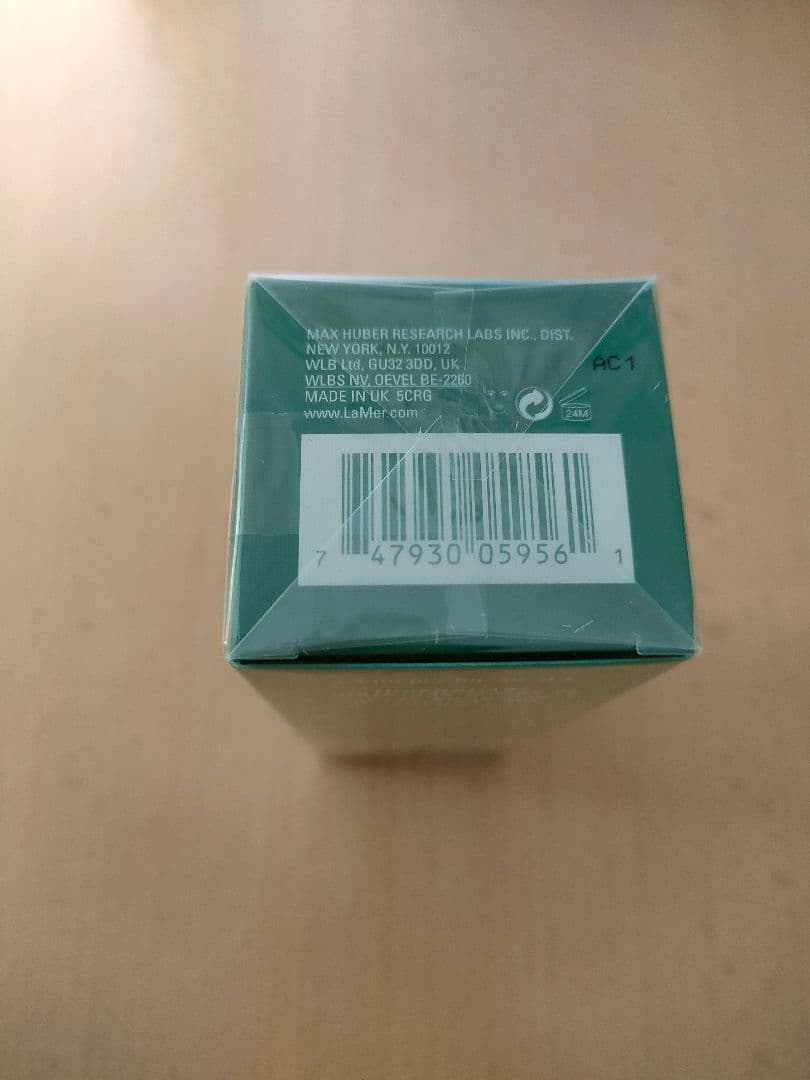 MAX HUBER RESEARCH LABS INC., DIST.
NEW YORK, N.Y. 10012
WLB Ltd, GU32 3DD, UK
WLBS NV, OEVEL BE-2260
MADE IN UK 5CRG
www.LaMer.com
AC1
24M
7 47930 05956 1